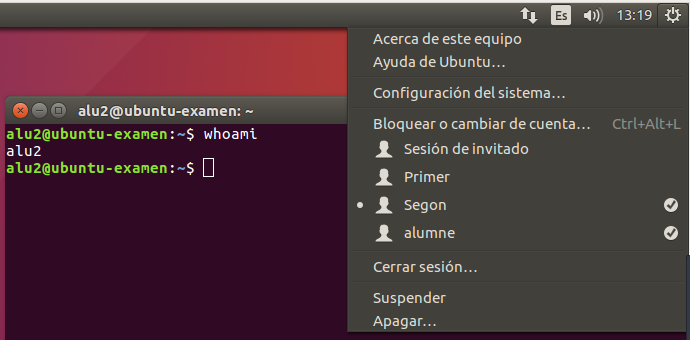 Es 13:19
alu2@ubuntu-examen: ~
alu2@ubuntu-examen:~$ whoami
alu2
alu2@ubuntu-examen:~$
Acerca de este equipo
Ayuda de Ubuntu…
Configuración del sistema…
Bloquear o cambiar de cuenta… Ctrl+Alt+L
Sesión de invitado
Primer
Segon
alumne
Cerrar sesión…
Suspender
Apagar…